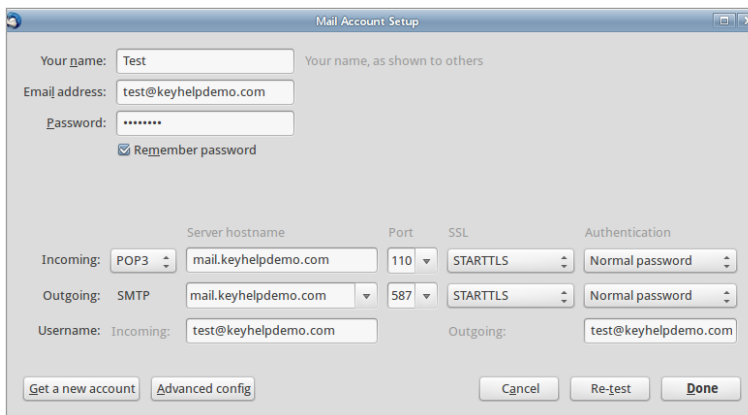 Mail Account Setup
Your name: Test Your name, as shown to others
Email address: test@keyhelpdemo.com
Password: ••••••••
Remember password
Server hostname Port SSL Authentication
Incoming: POP3 mail.keyhelpdemo.com 110 STARTTLS Normal password
Outgoing: SMTP mail.keyhelpdemo.com 587 STARTTLS Normal password
Username: Incoming: test@keyhelpdemo.com Outgoing: test@keyhelpdemo.com
Get a new account Advanced config Cancel Re-test Done